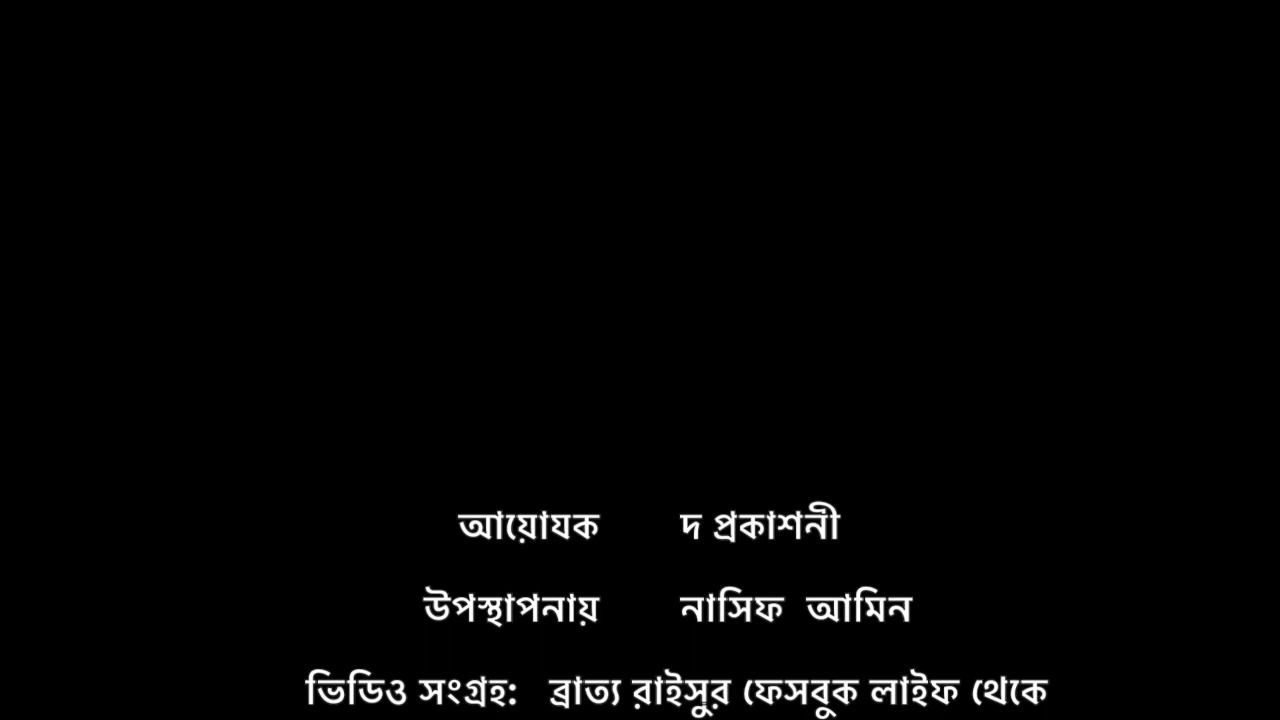 আয়োযক দ প্রকাশনী
উপস্থাপনায় নাসিফ আমিন
ভিডিও সংগ্রহ: ব্রাত্য রাইসুর ফেসবুক লাইফ থেকে